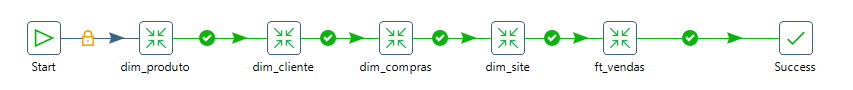 Start
dim_produto
dim_cliente
dim_compras
dim_site
ft_vendas
Success